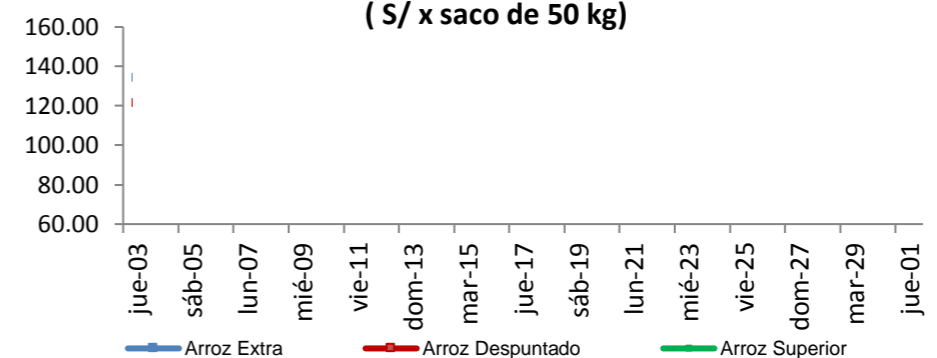 ( S/ x saco de 50 kg)
160.00
140.00
120.00
100.00
80.00
60.00
jue-03
sáb-05
lun-07
mié-09
vie-11
dom-13
mar-15
jue-17
sáb-19
lun-21
mié-23
vie-25
dom-27
mar-29
jue-01
Arroz Extra
Arroz Despuntado
Arroz Superior